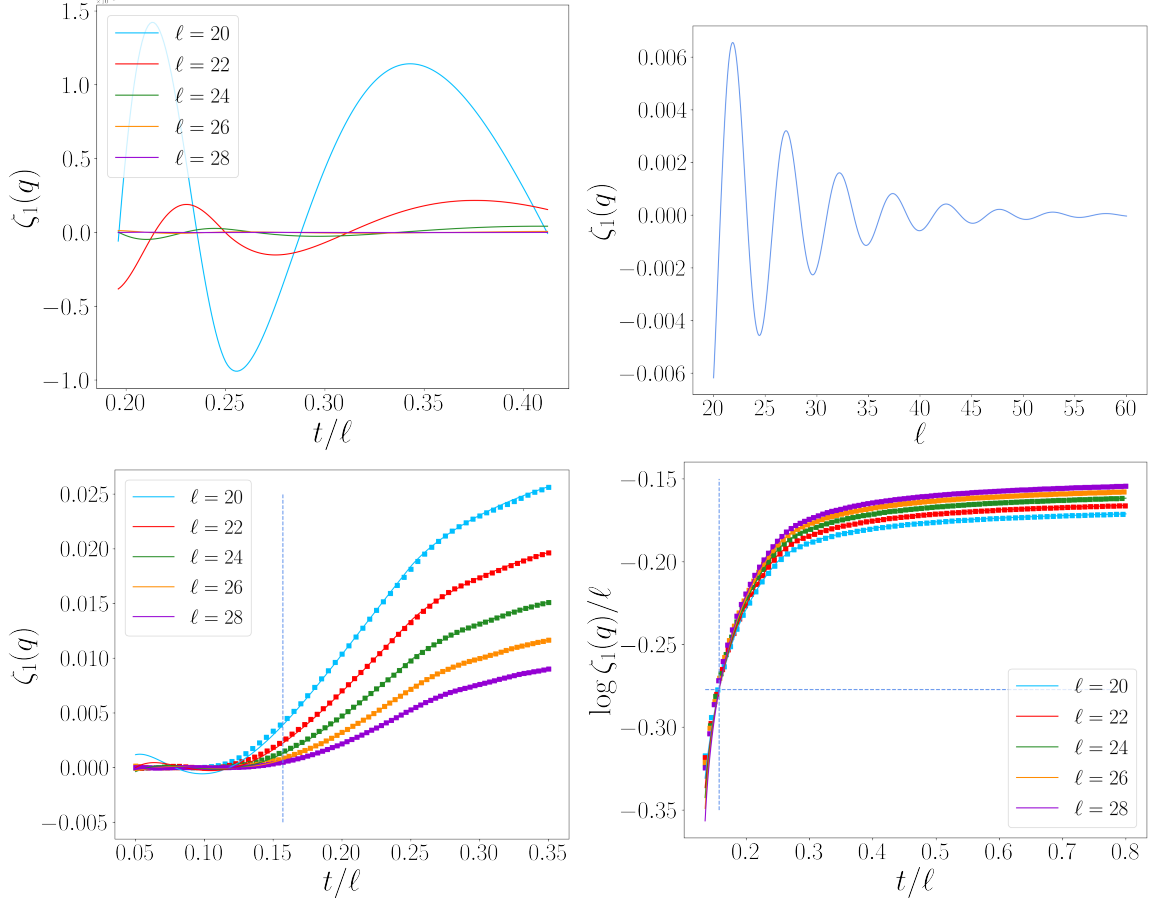 1.5
1.0
0.5
0.0
−0.5
−1.0
ζ₁(q)
ℓ = 20
ℓ = 22
ℓ = 24
ℓ = 26
ℓ = 28
0.20 0.25 0.30 0.35 0.40
t/ℓ
0.006
0.004
0.002
0.000
−0.002
−0.004
−0.006
ζ₁(q)
20 25 30 35 40 45 50 55 60
ℓ
0.025
0.020
0.015
0.010
0.005
0.000
−0.005
ζ₁(q)
ℓ = 20
ℓ = 22
ℓ = 24
ℓ = 26
ℓ = 28
0.05 0.10 0.15 0.20 0.25 0.30 0.35
t/ℓ
−0.15
−0.20
−0.25
−0.30
−0.35
log ζ₁(q)/ℓ
ℓ = 20
ℓ = 22
ℓ = 24
ℓ = 26
ℓ = 28
0.2 0.3 0.4 0.5 0.6 0.7 0.8
t/ℓ